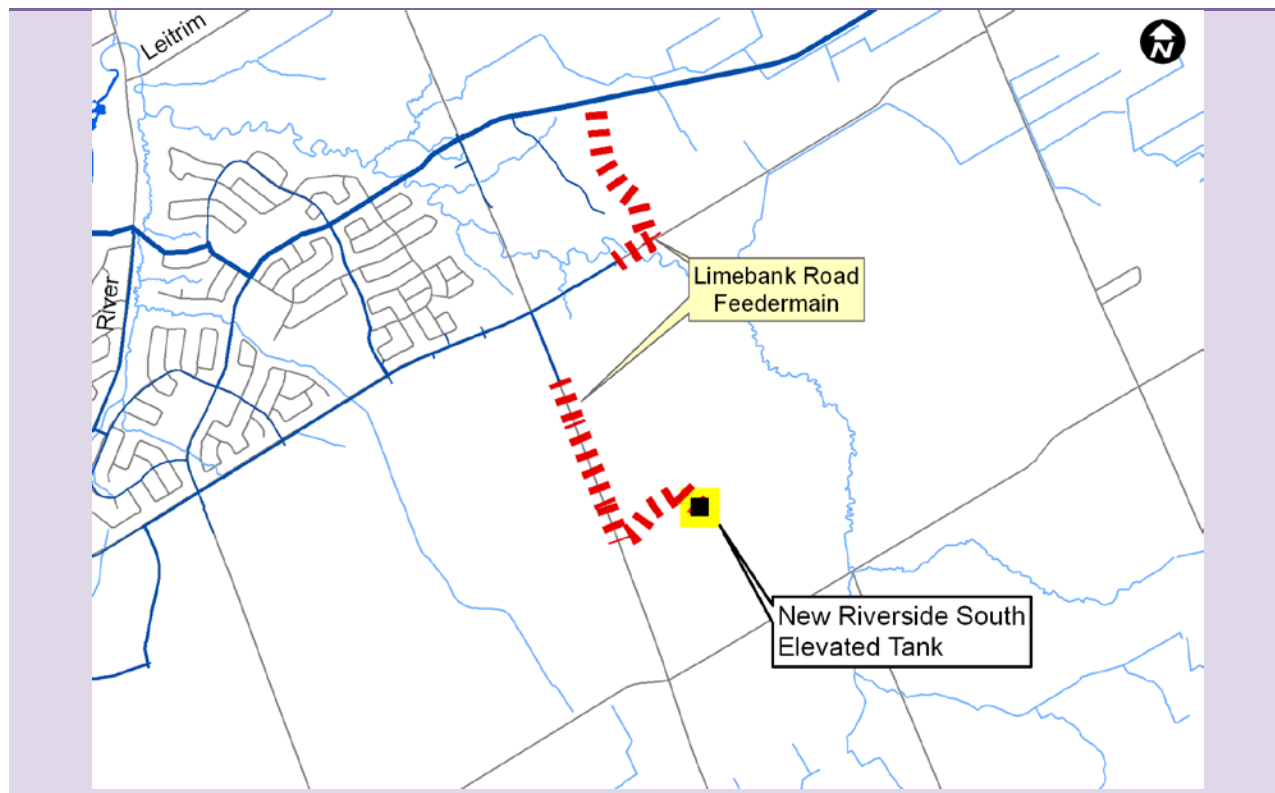 Leitrim
N
River
Limebank Road
Feedermain
New Riverside South
Elevated Tank